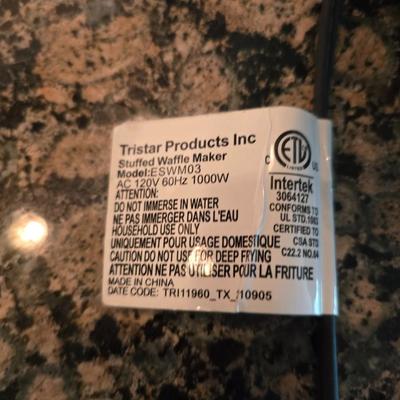 Tristar Products Inc
Stuffed Waffle Maker
Model:ESWM03
AC 120V 60Hz 1000W
ATTENTION:
DO NOT IMMERSE IN WATER
NE PAS IMMERGER DANS L'EAU
HOUSEHOLD USE ONLY
UNIQUEMENT POUR USAGE DOMESTIQUE
CAUTION DO NOT USE FOR DEEP FRYING
ATTENTION NE PAS UTILISER POUR LA FRITURE
MADE IN CHINA
DATE CODE: TRI11960_TX_10905
C ETL US
LISTED
Intertek
3064127
CONFORMS TO
UL STD.1083
CERTIFIED TO
CSA STD
C22.2 NO.64